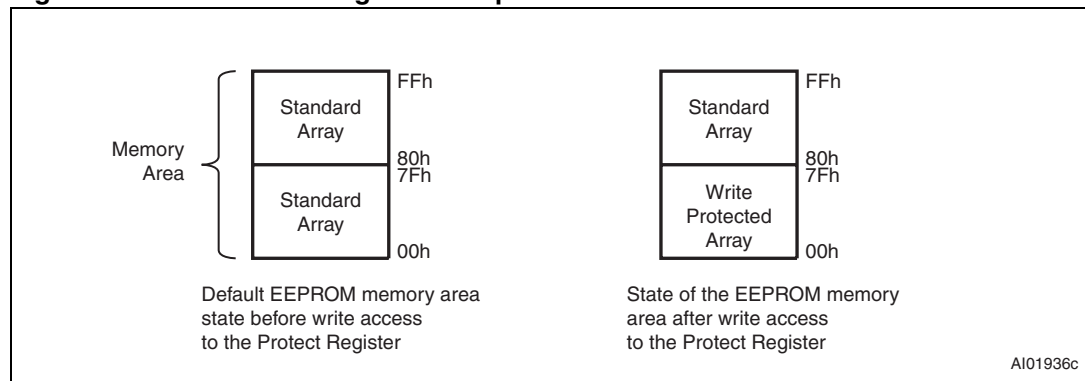 FFh
Standard
Array
80h
7Fh
Memory
Area
Standard
Array
00h
Default EEPROM memory area
state before write access
to the Protect Register
FFh
Standard
Array
80h
7Fh
Write
Protected
Array
00h
State of the EEPROM memory
area after write access
to the Protect Register
AI01936c